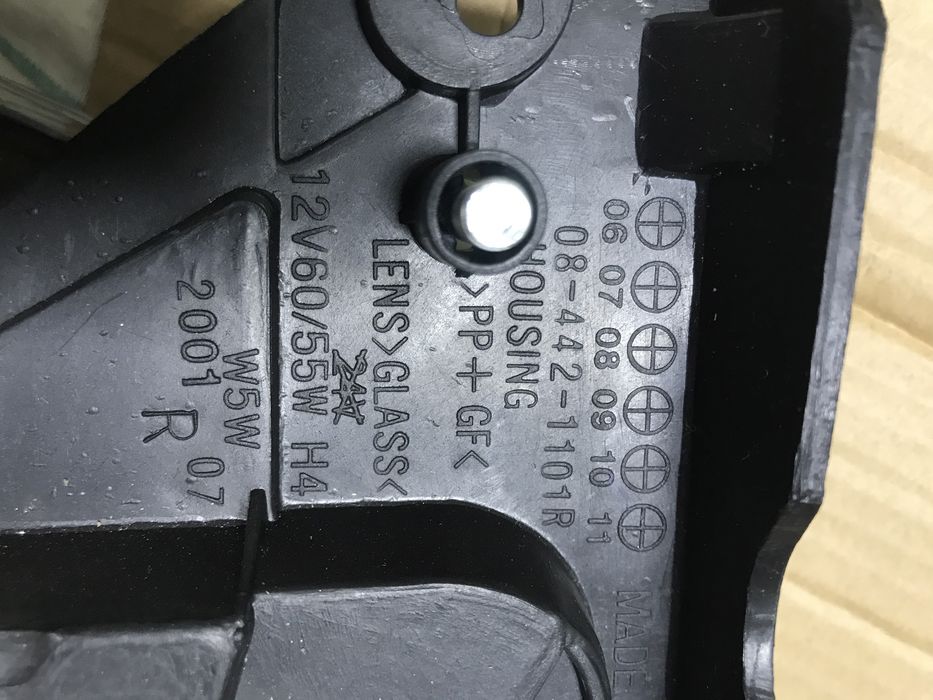 06 07 08 09 10 11
MADE
08-442-1101R
HOUSING
>PP+GF<
LENS>GLASS<
12V60/55W H4
W5W 07
2001 R